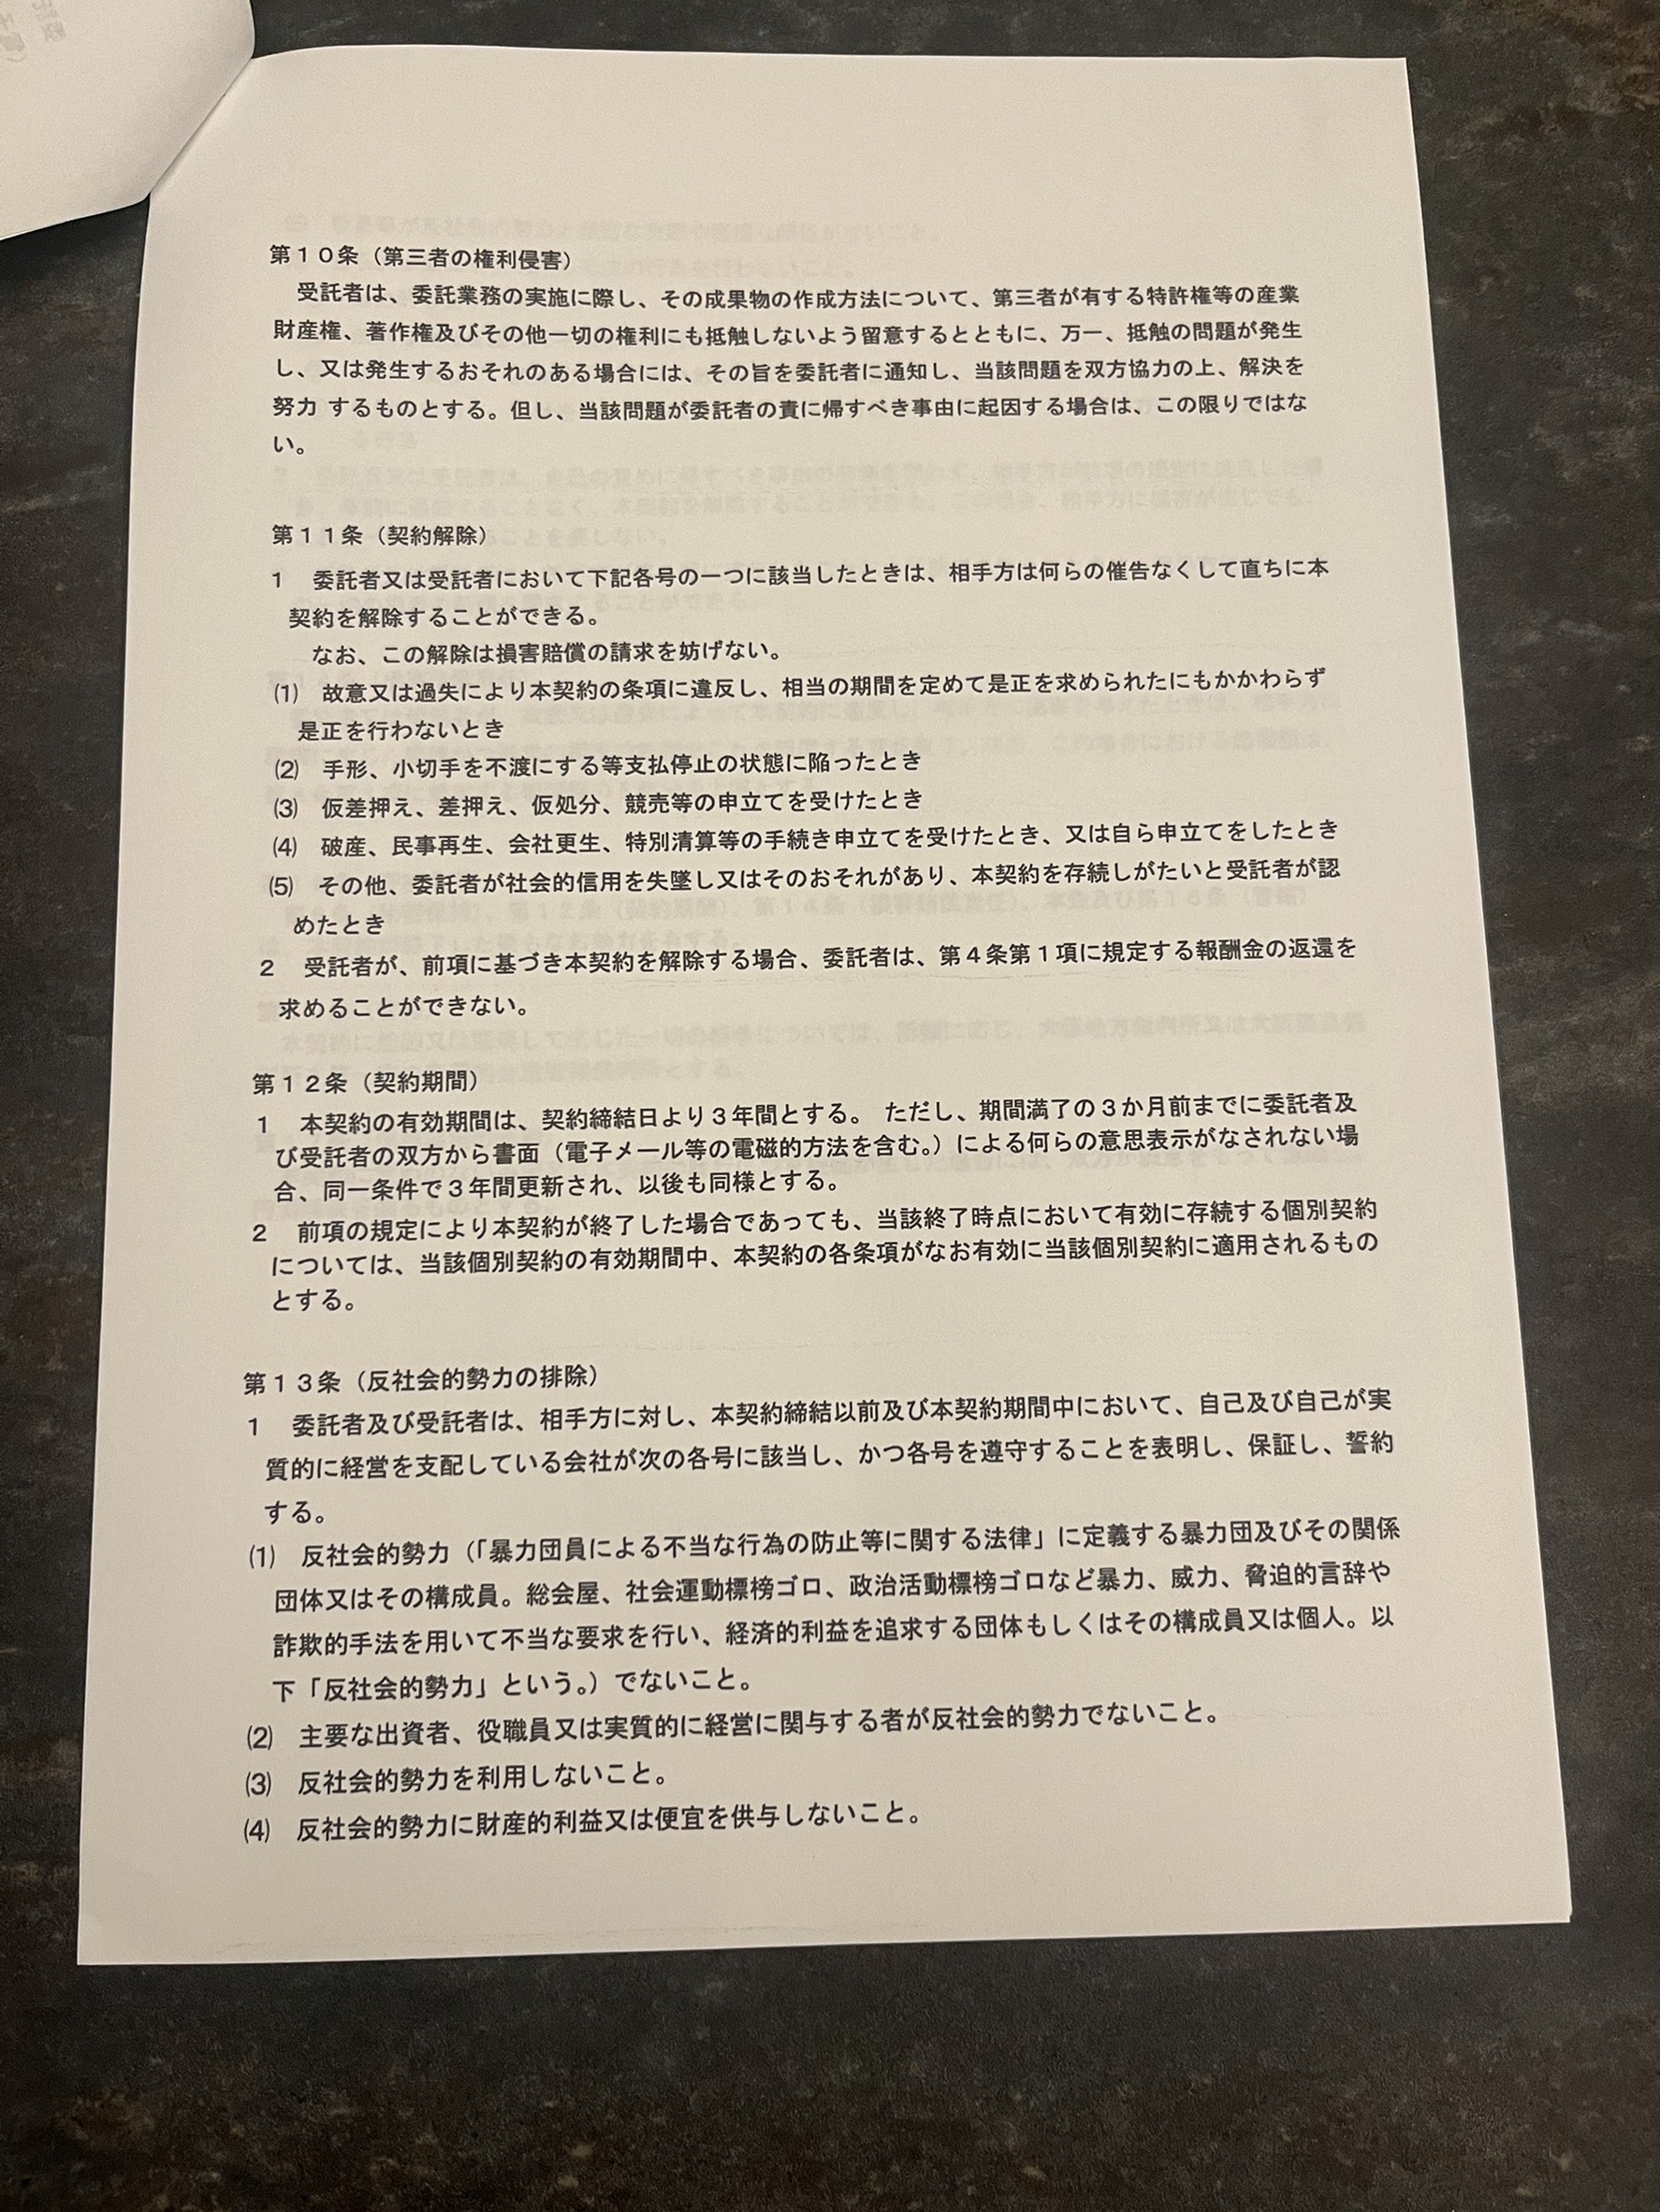 第１０条（第三者の権利侵害）
受託者は、委託業務の実施に際し、その成果物の作成方法について、第三者が有する特許権等の産業
財産権、著作権及びその他一切の権利にも抵触しないよう留意するとともに、万一、抵触の問題が発生
し、又は発生するおそれのある場合には、その旨を委託者に通知し、当該問題を双方協力の上、解決を
努力 するものとする。但し、当該問題が委託者の責に帰すべき事由に起因する場合は、この限りではな
い。
第１１条（契約解除）
1　委託者又は受託者において下記各号の一つに該当したときは、相手方は何らの催告なくして直ちに本
契約を解除することができる。
なお、この解除は損害賠償の請求を妨げない。
⑴　故意又は過失により本契約の条項に違反し、相当の期間を定めて是正を求められたにもかかわらず
是正を行わないとき
⑵　手形、小切手を不渡にする等支払停止の状態に陥ったとき
⑶　仮差押え、差押え、仮処分、競売等の申立てを受けたとき
⑷　破産、民事再生、会社更生、特別清算等の手続き申立てを受けたとき、又は自ら申立てをしたとき
⑸　その他、委託者が社会的信用を失墜し又はそのおそれがあり、本契約を存続しがたいと受託者が認
めたとき
2　受託者が、前項に基づき本契約を解除する場合、委託者は、第４条第１項に規定する報酬金の返還を
求めることができない。
第１２条（契約期間）
1　本契約の有効期間は、契約締結日より３年間とする。 ただし、期間満了の３か月前までに委託者及
び受託者の双方から書面（電子メール等の電磁的方法を含む。）による何らの意思表示がなされない場
合、同一条件で３年間更新され、以後も同様とする。
2　前項の規定により本契約が終了した場合であっても、当該終了時点において有効に存続する個別契約
については、当該個別契約の有効期間中、本契約の各条項がなお有効に当該個別契約に適用されるもの
とする。
第１３条（反社会的勢力の排除）
1　委託者及び受託者は、相手方に対し、本契約締結以前及び本契約期間中において、自己及び自己が実
質的に経営を支配している会社が次の各号に該当し、かつ各号を遵守することを表明し、保証し、誓約
する。
⑴　反社会的勢力（「暴力団員による不当な行為の防止等に関する法律」に定義する暴力団及びその関係
団体又はその構成員。総会屋、社会運動標榜ゴロ、政治活動標榜ゴロなど暴力、威力、脅迫的言辞や
詐欺的手法を用いて不当な要求を行い、経済的利益を追求する団体もしくはその構成員又は個人。以
下「反社会的勢力」という。）でないこと。
⑵　主要な出資者、役職員又は実質的に経営に関与する者が反社会的勢力でないこと。
⑶　反社会的勢力を利用しないこと。
⑷　反社会的勢力に財産的利益又は便宜を供与しないこと。